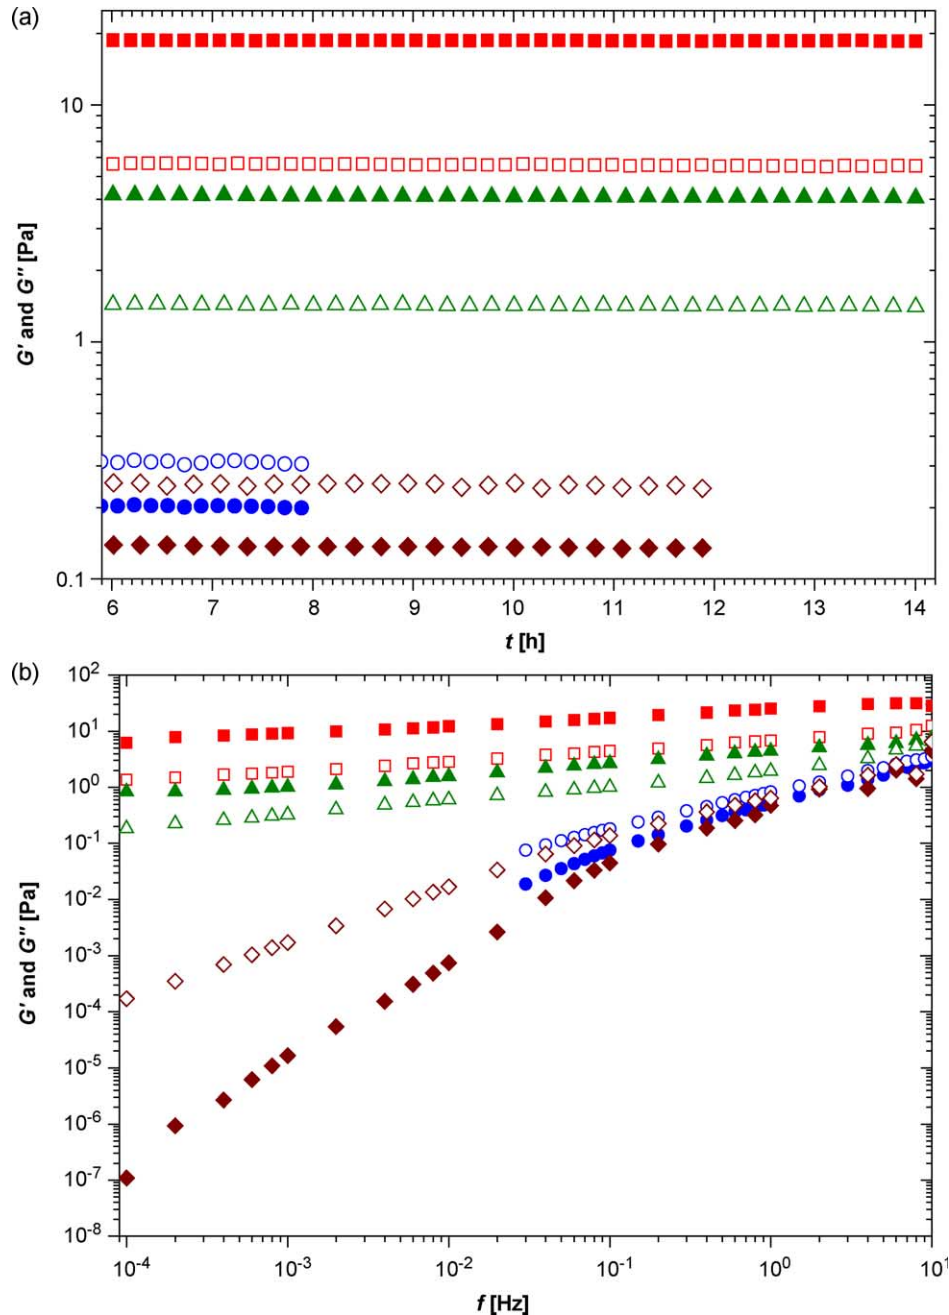 (a)
10
1
0.1
G′ and G″ [Pa]
6 7 8 9 10 11 12 13 14
t [h]
(b)
10²
10¹
10⁰
10⁻¹
10⁻²
10⁻³
10⁻⁴
10⁻⁵
10⁻⁶
10⁻⁷
10⁻⁸
G′ and G″ [Pa]
10⁻⁴ 10⁻³ 10⁻² 10⁻¹ 10⁰ 10¹
f [Hz]